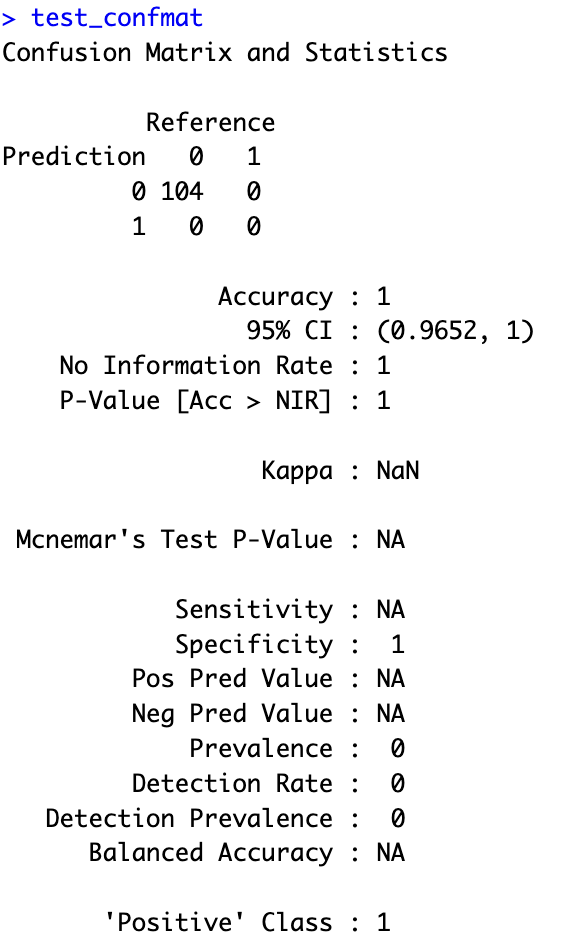 > test_confmat
Confusion Matrix and Statistics
Reference
Prediction 0 1
0 104 0
1 0 0
Accuracy : 1
95% CI : (0.9652, 1)
No Information Rate : 1
P-Value [Acc > NIR] : 1
Kappa : NaN
Mcnemar's Test P-Value : NA
Sensitivity : NA
Specificity : 1
Pos Pred Value : NA
Neg Pred Value : NA
Prevalence : 0
Detection Rate : 0
Detection Prevalence : 0
Balanced Accuracy : NA
'Positive' Class : 1